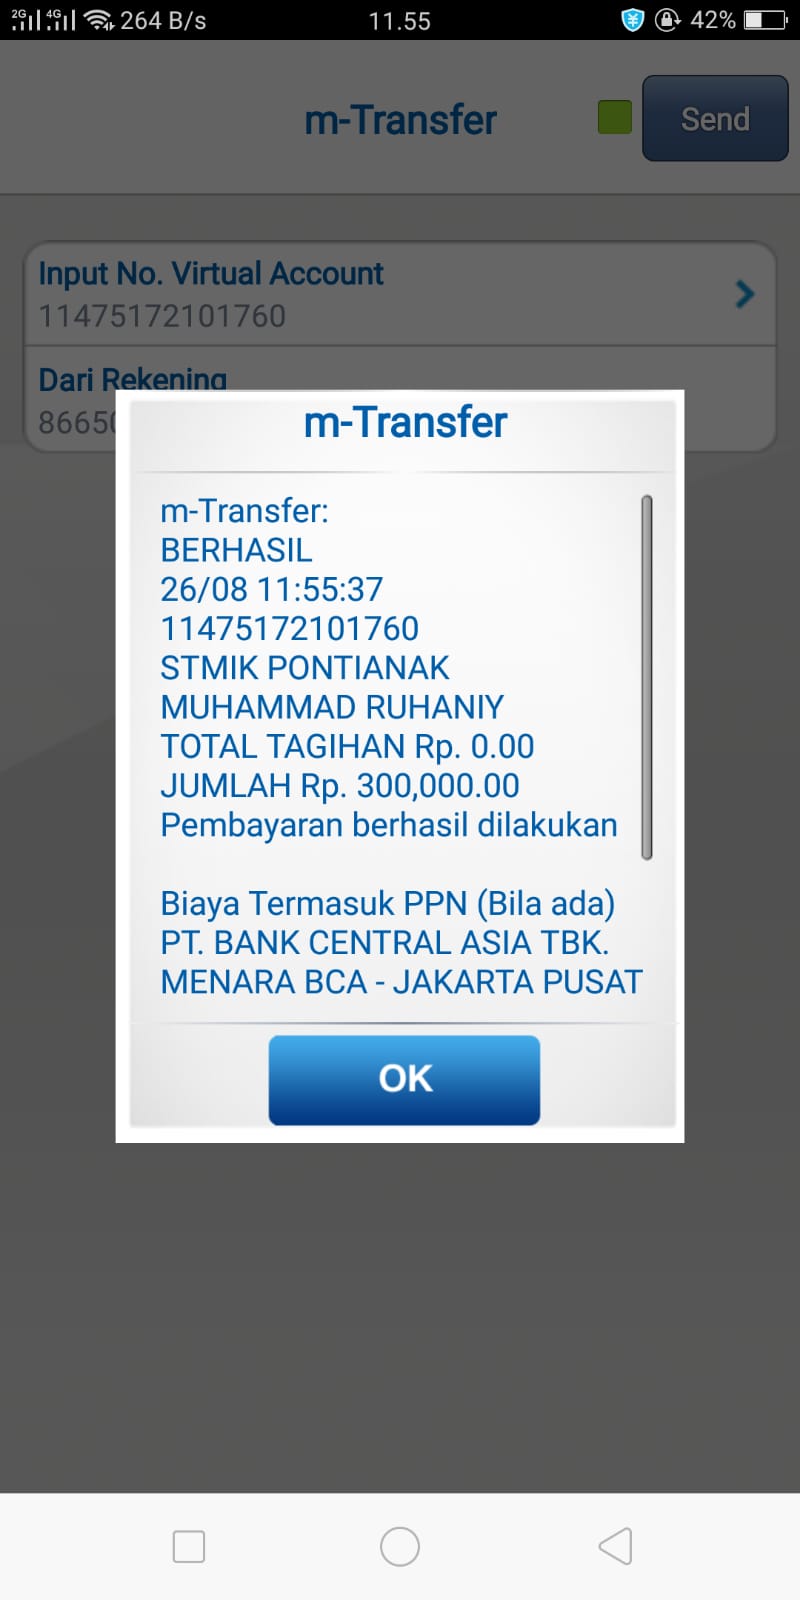 2G 4G 264 B/s 11.55 42%
m-Transfer
Send
Input No. Virtual Account
11475172101760
Dari Rekening
8665
m-Transfer
m-Transfer:
BERHASIL
26/08 11:55:37
11475172101760
STMIK PONTIANAK
MUHAMMAD RUHANIY
TOTAL TAGIHAN Rp. 0.00
JUMLAH Rp. 300,000.00
Pembayaran berhasil dilakukan
Biaya Termasuk PPN (Bila ada)
PT. BANK CENTRAL ASIA TBK.
MENARA BCA - JAKARTA PUSAT
OK